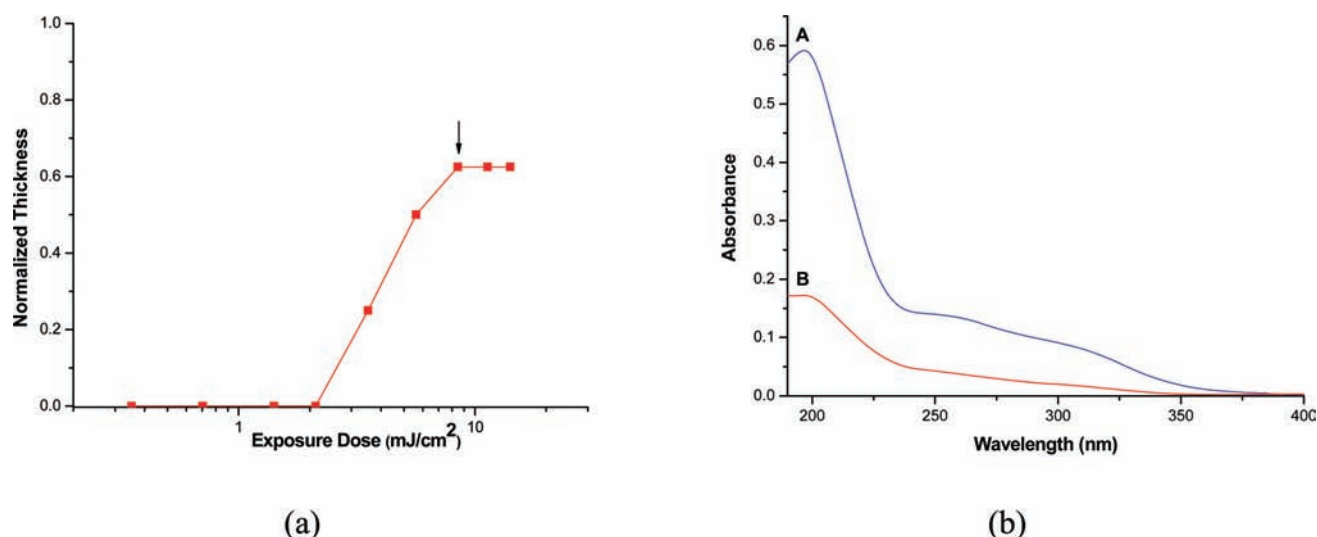 1.0
0.8
0.6
0.4
0.2
0.0
Normalized Thickness
1
10
Exposure Dose (mJ/cm²)
(a)
A
B
0.6
0.5
0.4
0.3
0.2
0.1
0.0
Absorbance
200
250
300
350
400
Wavelength (nm)
(b)